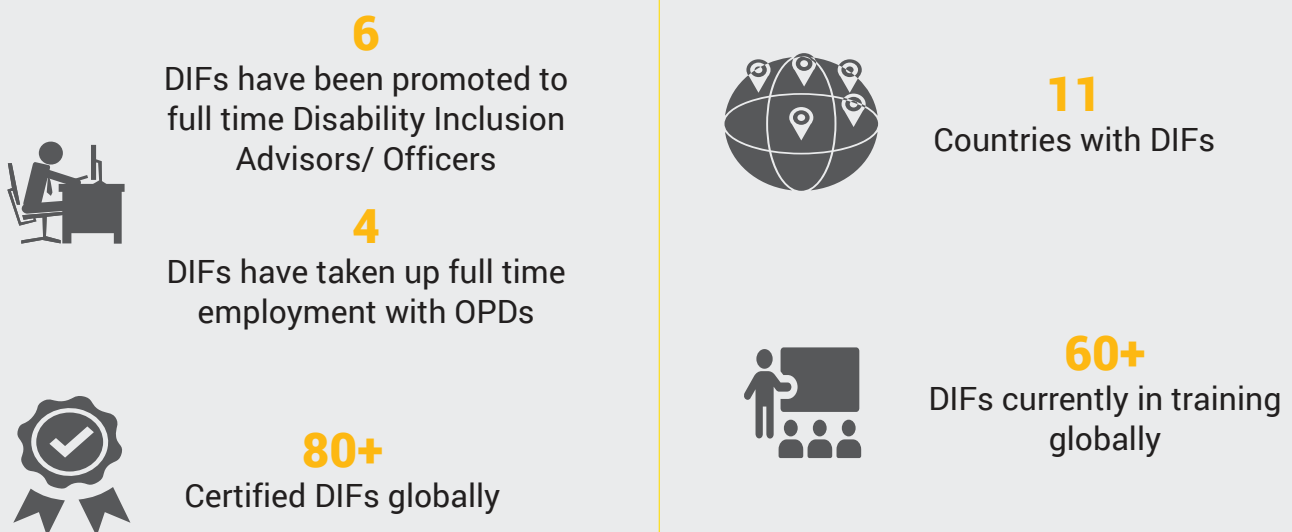 6
DIFs have been promoted to
full time Disability Inclusion
Advisors/ Officers
4
DIFs have taken up full time
employment with OPDs
80+
Certified DIFs globally
11
Countries with DIFs
60+
DIFs currently in training
globally